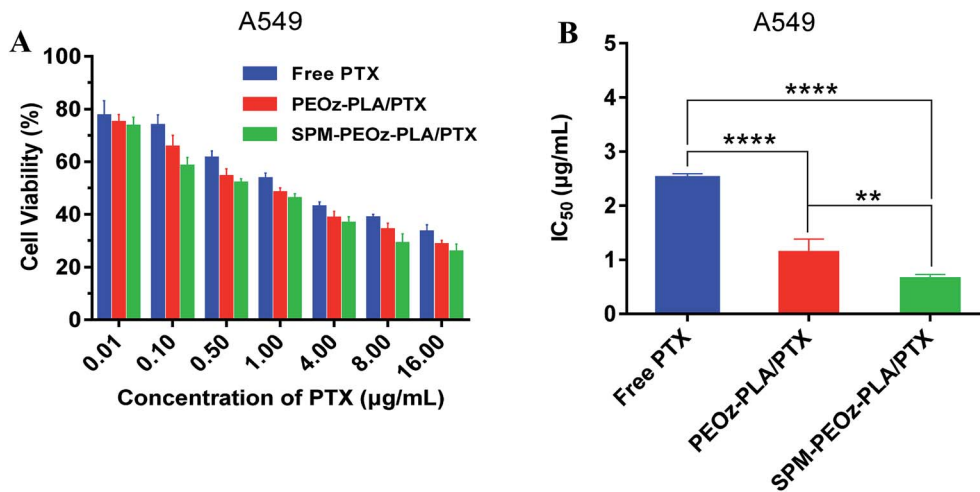 A
A549
100
80
60
40
20
0
Cell Viability (%)
Free PTX
PEOz-PLA/PTX
SPM-PEOz-PLA/PTX
0.01
0.10
0.50
1.00
4.00
8.00
16.00
Concentration of PTX (µg/mL)
B
A549
5
4
3
2
1
0
IC50 (µg/mL)
****
****
**
Free PTX
PEOz-PLA/PTX
SPM-PEOz-PLA/PTX